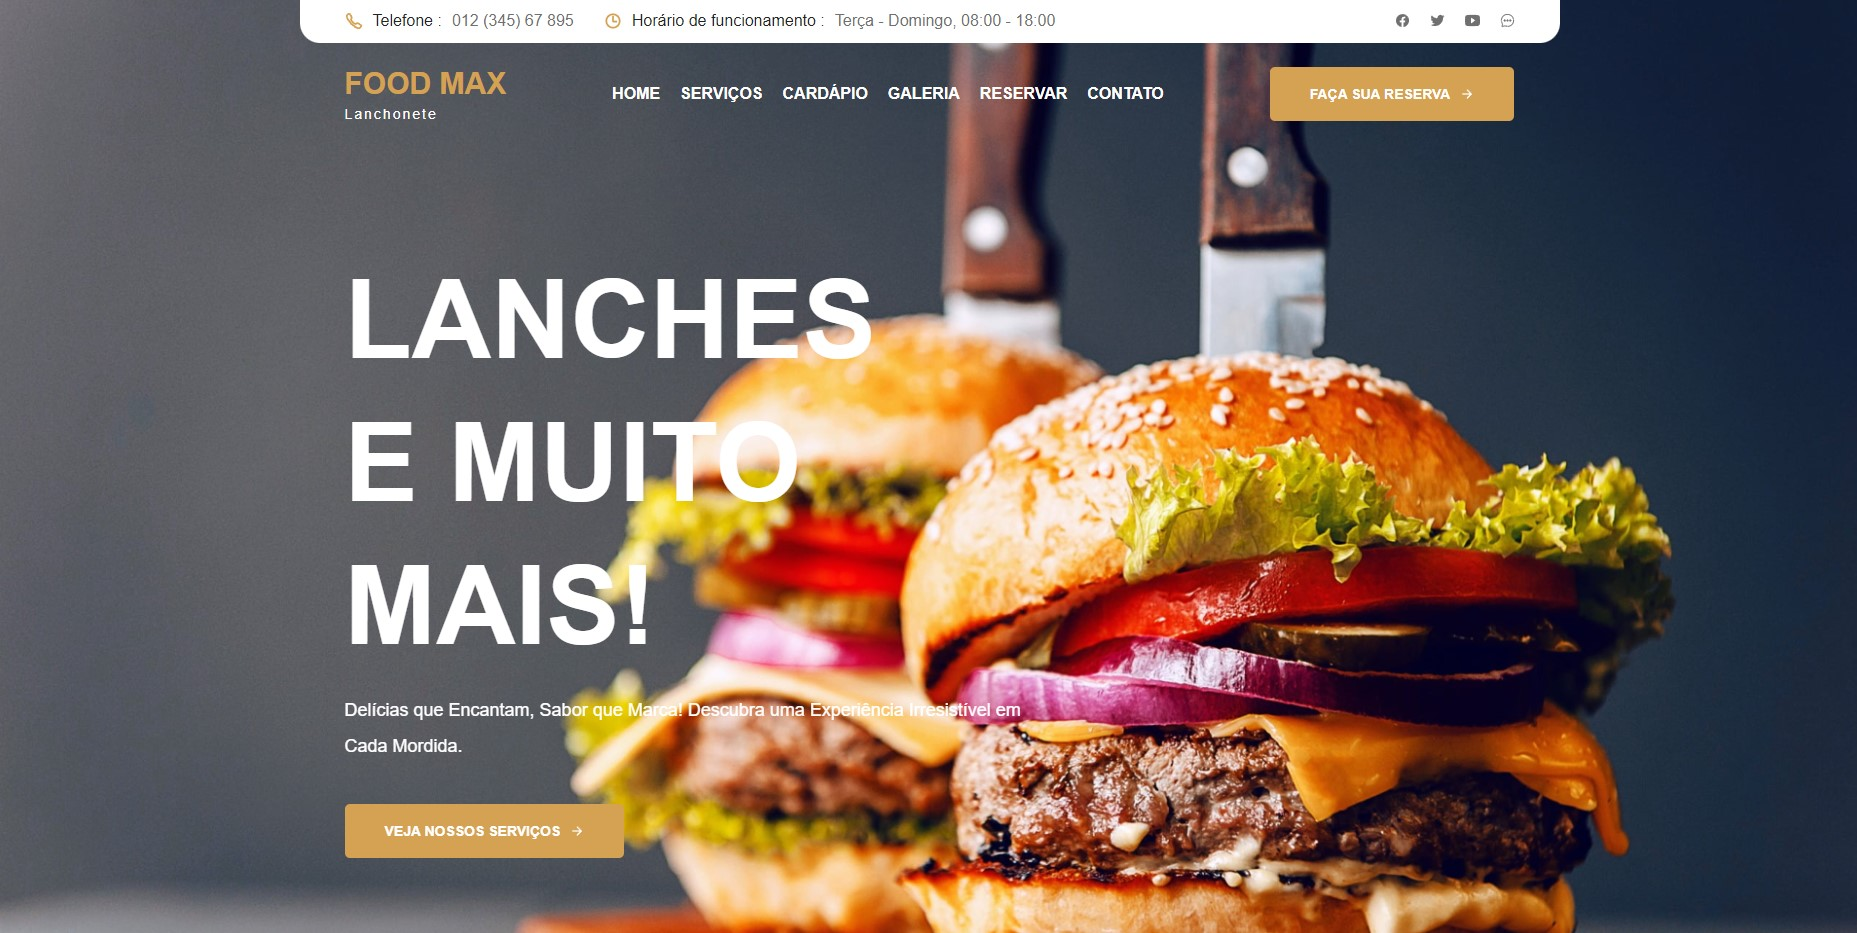 Telefone : 012 (345) 67 895 Horário de funcionamento : Terça - Domingo, 08:00 - 18:00
FOOD MAX
Lanchonete
HOME SERVIÇOS CARDÁPIO GALERIA RESERVAR CONTATO
FAÇA SUA RESERVA
LANCHES
E MUITO
MAIS!
Delícias que Encantam, Sabor que Marca! Descubra uma Experiência Irresistível em
Cada Mordida.
VEJA NOSSOS SERVIÇOS